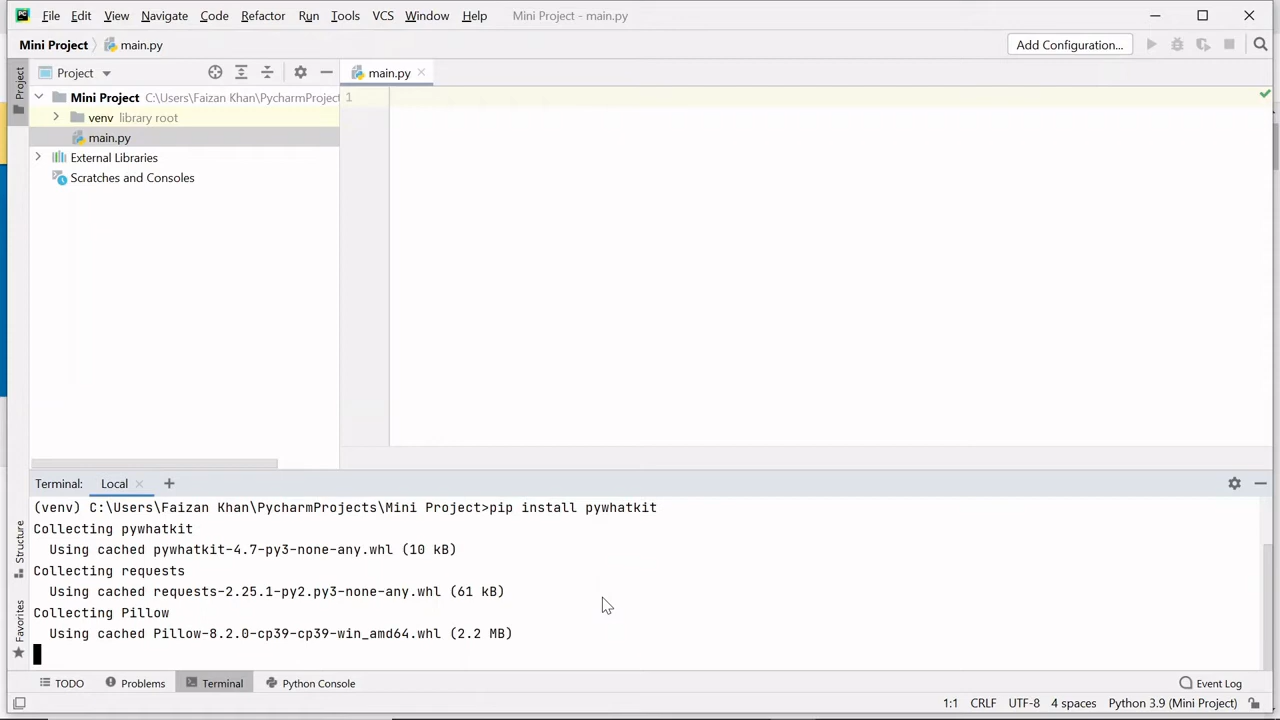 PC File Edit View Navigate Code Refactor Run Tools VCS Window Help Mini Project - main.py
Mini Project main.py Add Configuration...
Project main.py
1
Mini Project C:\Users\Faizan Khan\PycharmProject
venv library root
main.py
External Libraries
Scratches and Consoles
Project
Structure
Favorites
Terminal: Local
(venv) C:\Users\Faizan Khan\PycharmProjects\Mini Project>pip install pywhatkit
Collecting pywhatkit
Using cached pywhatkit-4.7-py3-none-any.whl (10 kB)
Collecting requests
Using cached requests-2.25.1-py2.py3-none-any.whl (61 kB)
Collecting Pillow
Using cached Pillow-8.2.0-cp39-cp39-win_amd64.whl (2.2 MB)
TODO Problems Terminal Python Console Event Log
1:1 CRLF UTF-8 4 spaces Python 3.9 (Mini Project)